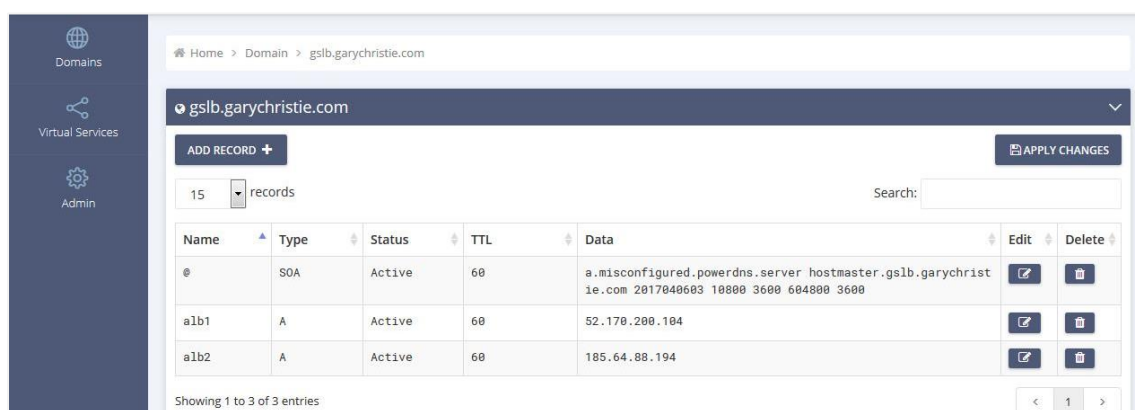 Domains
Virtual Services
Admin
Home > Domain > gslb.garychristie.com
gslb.garychristie.com
ADD RECORD +
APPLY CHANGES
15 records
Search:
Name Type Status TTL Data Edit Delete
@ SOA Active 60 a.misconfigured.powerdns.server hostmaster.gslb.garychrist
ie.com 2017040603 10800 3600 604800 3600
alb1 A Active 60 52.170.200.104
alb2 A Active 60 185.64.88.194
Showing 1 to 3 of 3 entries
< 1 >